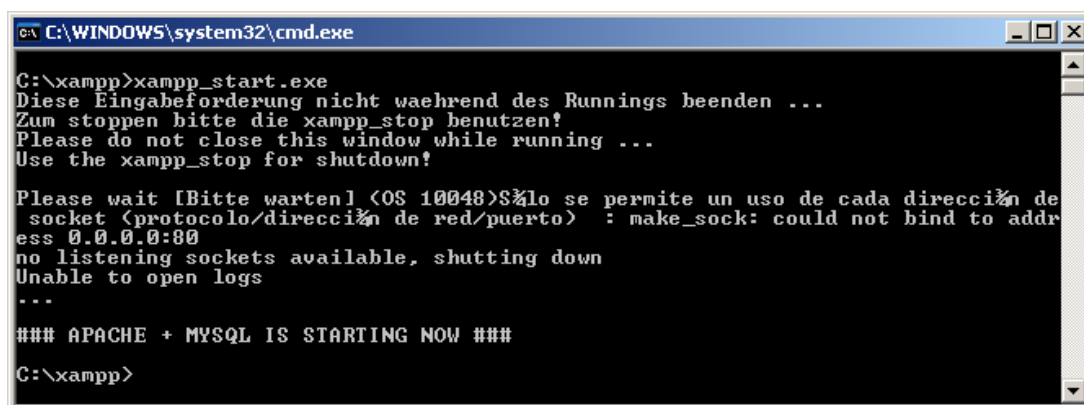 C:\WINDOWS\system32\cmd.exe
C:\xampp>xampp_start.exe
Diese Eingabeforderung nicht waehrend des Runnings beenden ...
Zum stoppen bitte die xampp_stop benutzen!
Please do not close this window while running ...
Use the xampp_stop for shutdown!
Please wait [Bitte warten] (OS 10048)S¾lo se permite un uso de cada direcci¾n de
socket (protocolo/direcci¾n de red/puerto)  : make_sock: could not bind to addr
ess 0.0.0.0:80
no listening sockets available, shutting down
Unable to open logs
...
### APACHE + MYSQL IS STARTING NOW ###
C:\xampp>